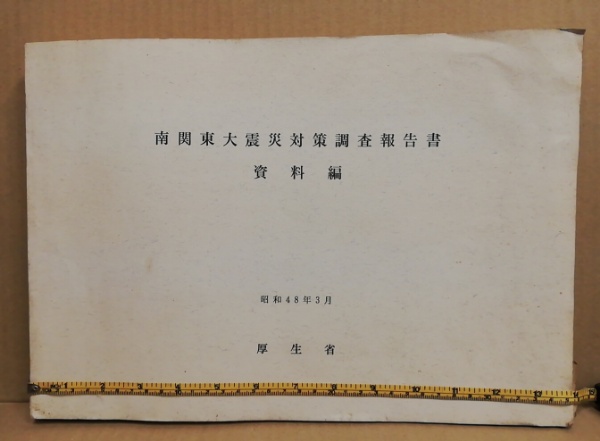 南関東大震災対策調査報告書
資料編
昭和48年3月
厚生省